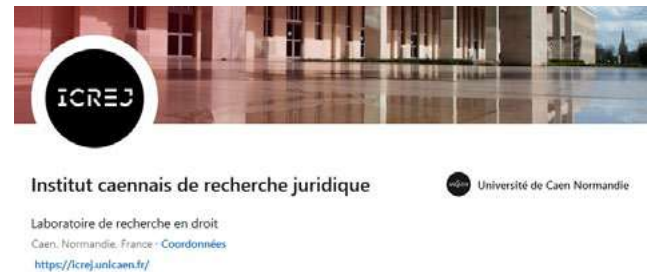 ICREJ
Institut caennais de recherche juridique
Université de Caen Normandie
Laboratoire de recherche en droit
Caen, Normandie, France · Coordonnées
https://icrej.unicaen.fr/